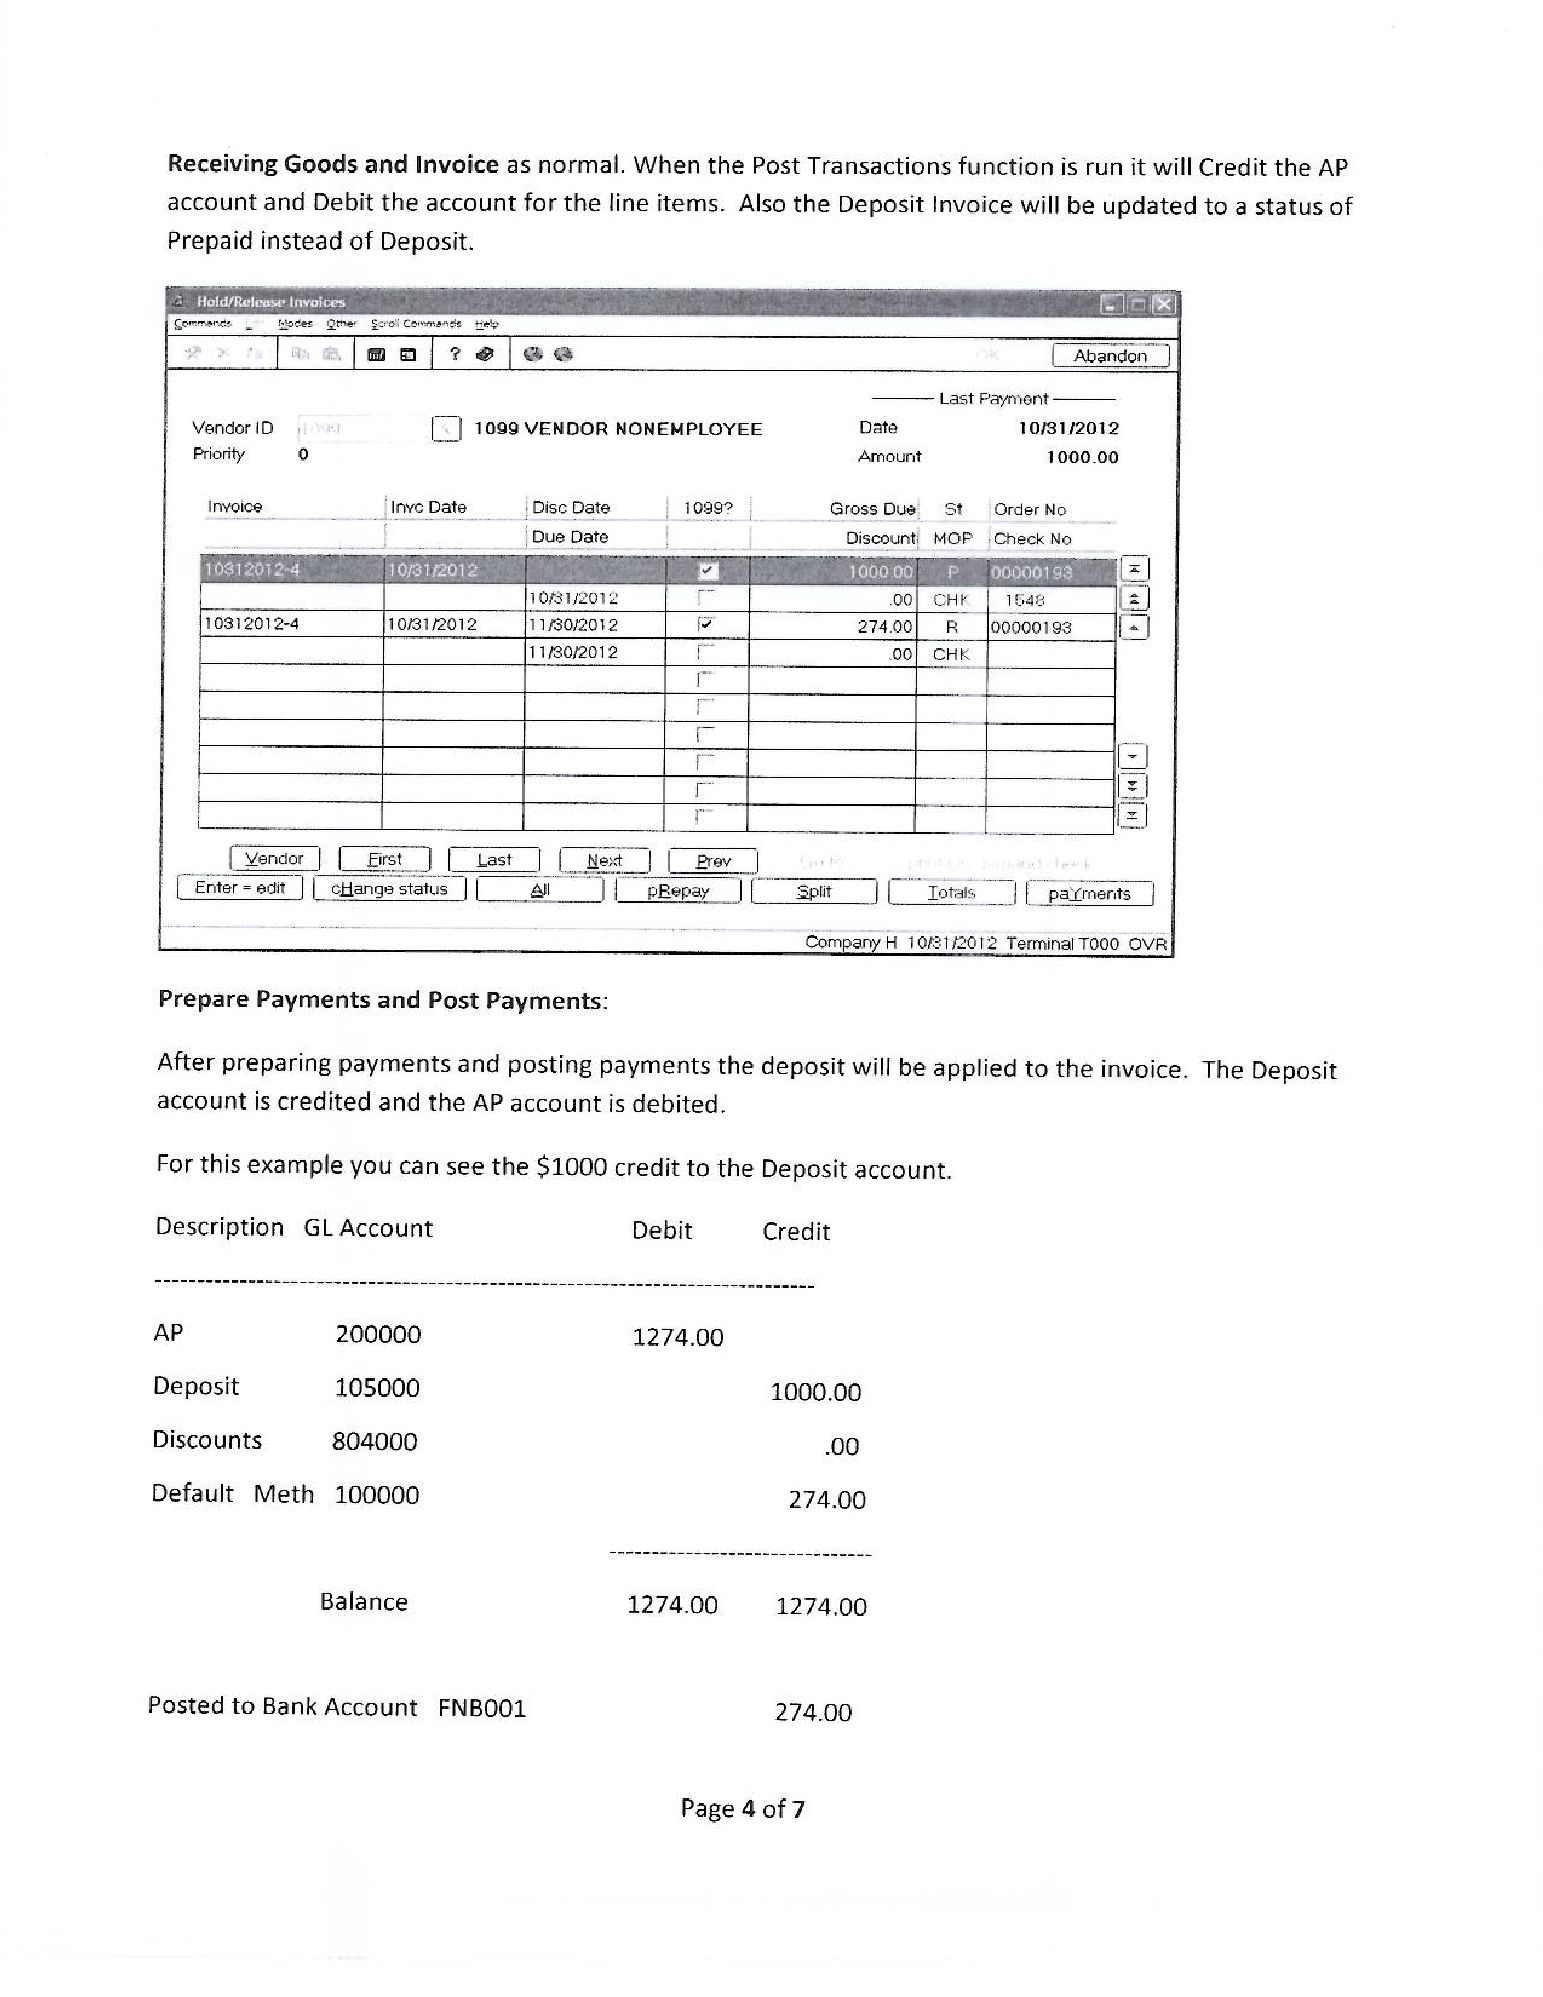 Receiving Goods and Invoice as normal. When the Post Transactions function is run it will Credit the AP
account and Debit the account for the line items. Also the Deposit Invoice will be updated to a status of
Prepaid instead of Deposit.
Hold/Release Invoices
Commands Modes Other Scroll Commands Help
OK Abandon
Last Payment
Vendor ID 1099 1099 VENDOR NONEMPLOYEE Date 10/31/2012
Priority 0 Amount 1000.00
Invoice Invc Date Disc Date 1099? Gross Due St Order No
Due Date Discount MOP Check No
10312012-4 10/31/2012 1000.00 P 00000193
10/31/2012 .00 CHK 1548
10312012-4 10/31/2012 11/30/2012 274.00 R 00000193
11/30/2012 .00 CHK
Vendor First Last Next Prev Go to
Enter = edit cHange status All pRepay Split Totals paYments
Company H 10/31/2012 Terminal T000 OVR
Prepare Payments and Post Payments:
After preparing payments and posting payments the deposit will be applied to the invoice. The Deposit
account is credited and the AP account is debited.
For this example you can see the $1000 credit to the Deposit account.
Description GL Account Debit Credit
AP 200000 1274.00
Deposit 105000 1000.00
Discounts 804000 .00
Default Meth 100000 274.00
Balance 1274.00 1274.00
Posted to Bank Account FNB001 274.00
Page 4 of 7